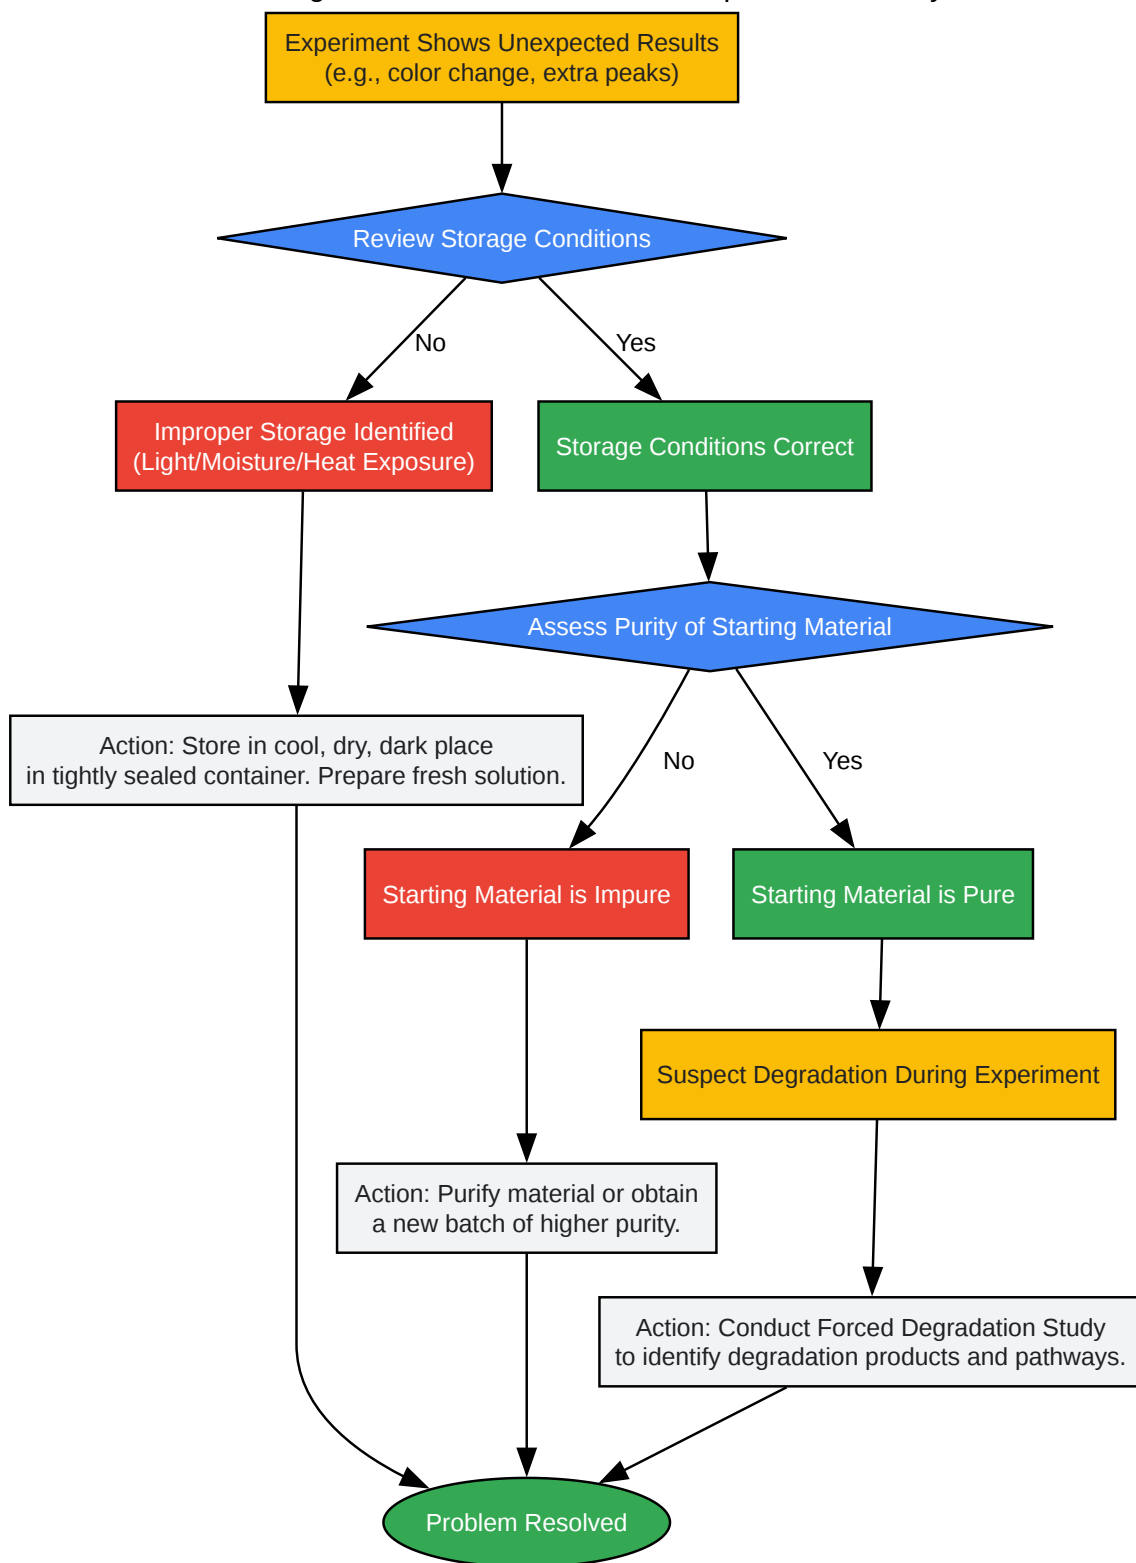 Experiment Shows Unexpected Results
(e.g., color change, extra peaks)
Review Storage Conditions
No
Yes
Improper Storage Identified
(Light/Moisture/Heat Exposure)
Storage Conditions Correct
Assess Purity of Starting Material
Action: Store in cool, dry, dark place
in tightly sealed container. Prepare fresh solution.
No
Yes
Starting Material is Impure
Starting Material is Pure
Suspect Degradation During Experiment
Action: Purify material or obtain
a new batch of higher purity.
Action: Conduct Forced Degradation Study
to identify degradation products and pathways.
Problem Resolved